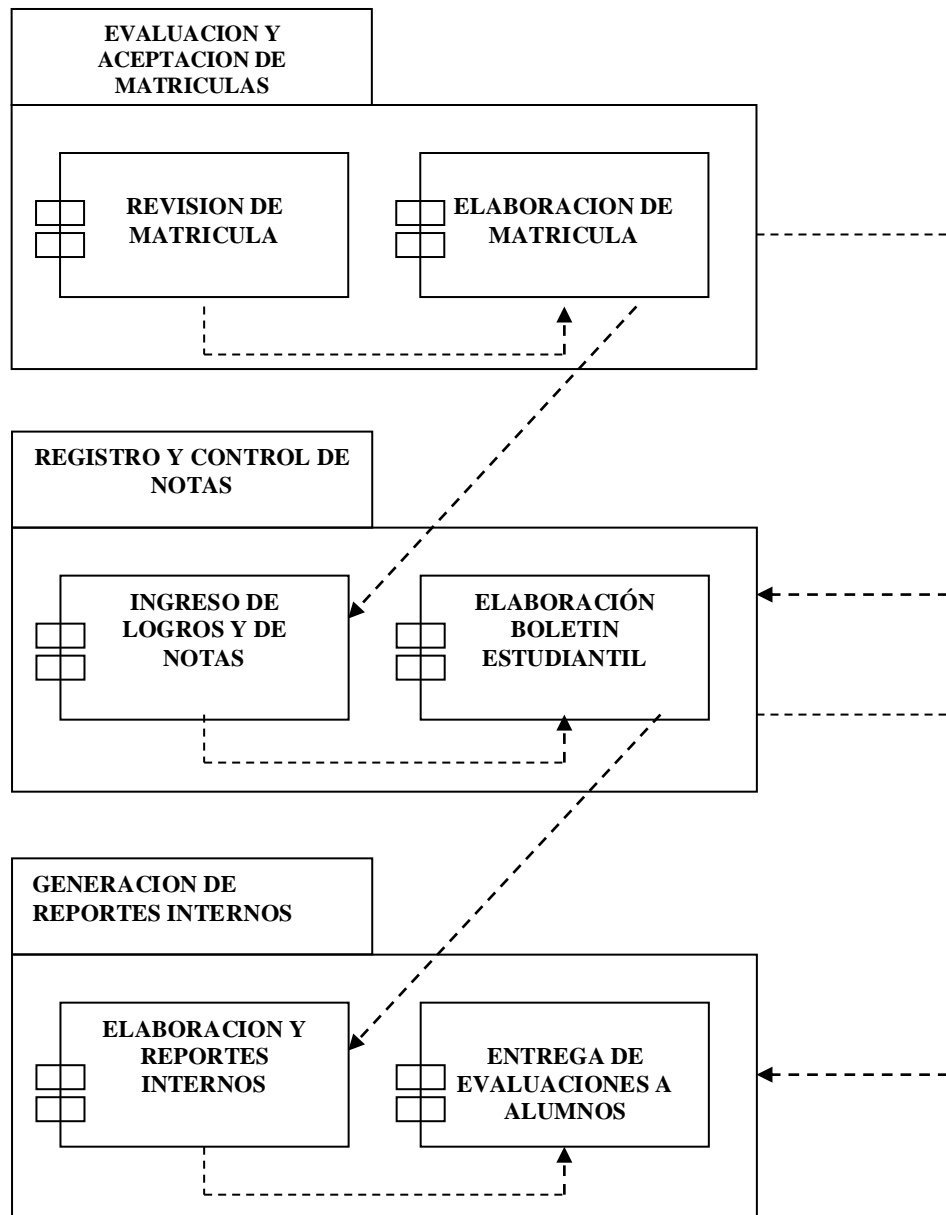 EVALUACION Y
ACEPTACION DE
MATRICULAS
REVISION DE
MATRICULA
ELABORACION DE
MATRICULA
REGISTRO Y CONTROL DE
NOTAS
INGRESO DE
LOGROS Y DE
NOTAS
ELABORACIÓN
BOLETIN
ESTUDIANTIL
GENERACION DE
REPORTES INTERNOS
ELABORACION Y
REPORTES
INTERNOS
ENTREGA DE
EVALUACIONES A
ALUMNOS